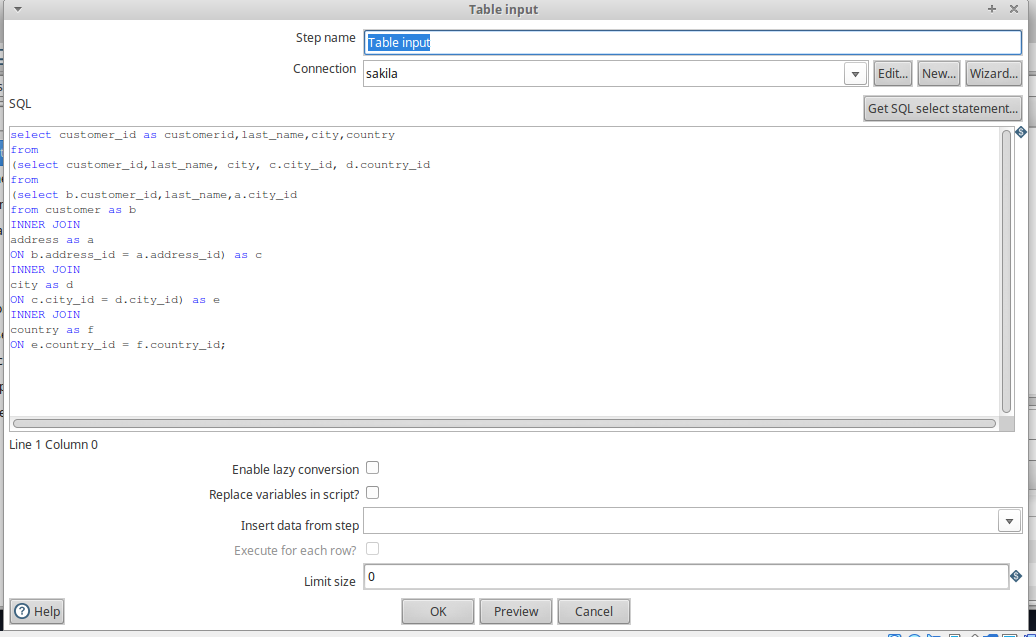 Table input
Step name
Table input
Connection
sakila
Edit...
New...
Wizard...
SQL
Get SQL select statement...
select customer_id as customerid,last_name,city,country
from
(select customer_id,last_name, city, c.city_id, d.country_id
from
(select b.customer_id,last_name,a.city_id
from customer as b
INNER JOIN
address as a
ON b.address_id = a.address_id) as c
INNER JOIN
city as d
ON c.city_id = d.city_id) as e
INNER JOIN
country as f
ON e.country_id = f.country_id;
Line 1 Column 0
Enable lazy conversion
Replace variables in script?
Insert data from step
Execute for each row?
Limit size
0
Help
OK
Preview
Cancel